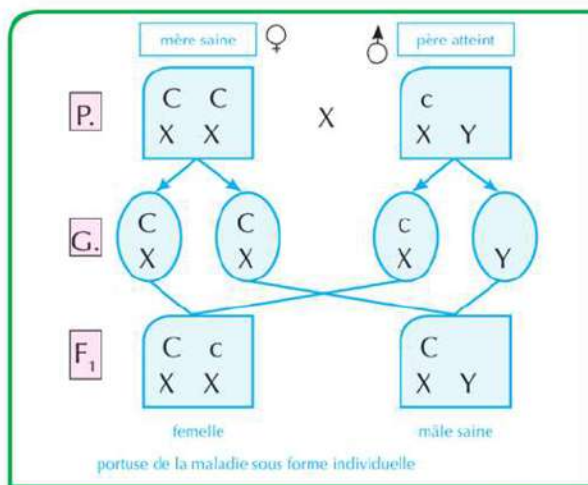 mère saine ♀ ♂ père atteint
P.
C C c
X X X X Y
G.
C C c
X X X Y
F1
C c C
X X X Y
femelle mâle saine
portuse de la maladie sous forme individuelle